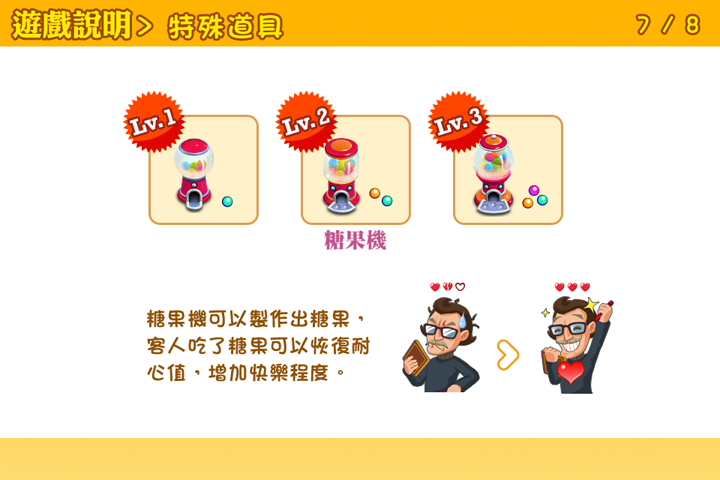 遊戲說明> 特殊道具
7 / 8
Lv.1
Lv.2
Lv.3
糖果機
糖果機可以製作出糖果，
客人吃了糖果可以恢復耐
心值，增加快樂程度。